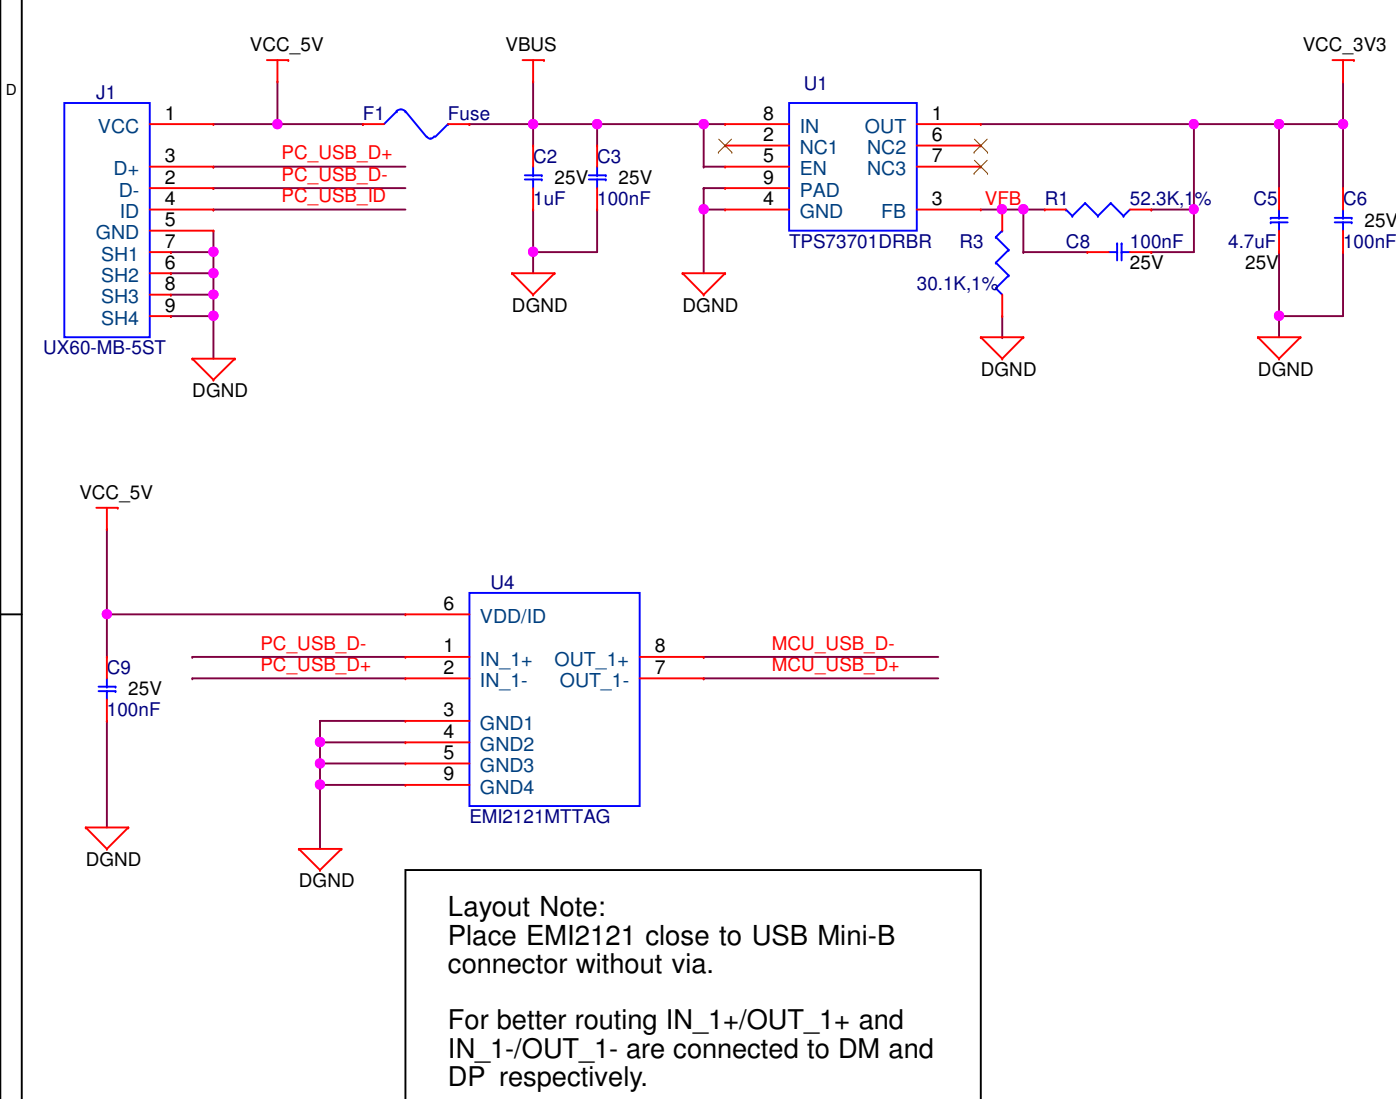 D
VCC_5V
VBUS
VCC_3V3
J1
U1
VCC 1
F1 Fuse
D+ 3 PC_USB_D+
D- 2 PC_USB_D-
ID 4 PC_USB_ID
GND 5
SH1 7
SH2 6
SH3 8
SH4 9
UX60-MB-5ST
DGND
C2 25V
1uF
C3 25V
100nF
DGND
8 IN OUT 1
2 NC1 NC2 6
5 EN NC3 7
9 PAD
4 GND FB 3
TPS73701DRBR
DGND
VFB R1 52.3K,1%
R3
30.1K,1%
C8 100nF
25V
DGND
C5
4.7uF
25V
C6
25V
100nF
DGND
VCC_5V
U4
6 VDD/ID
PC_USB_D- 1 IN_1+ OUT_1+ 8 MCU_USB_D-
PC_USB_D+ 2 IN_1- OUT_1- 7 MCU_USB_D+
C9
25V
100nF
3 GND1
4 GND2
5 GND3
9 GND4
EMI2121MTTAG
DGND
DGND
Layout Note:
Place EMI2121 close to USB Mini-B
connector without via.
For better routing IN_1+/OUT_1+ and
IN_1-/OUT_1- are connected to DM and
DP respectively.